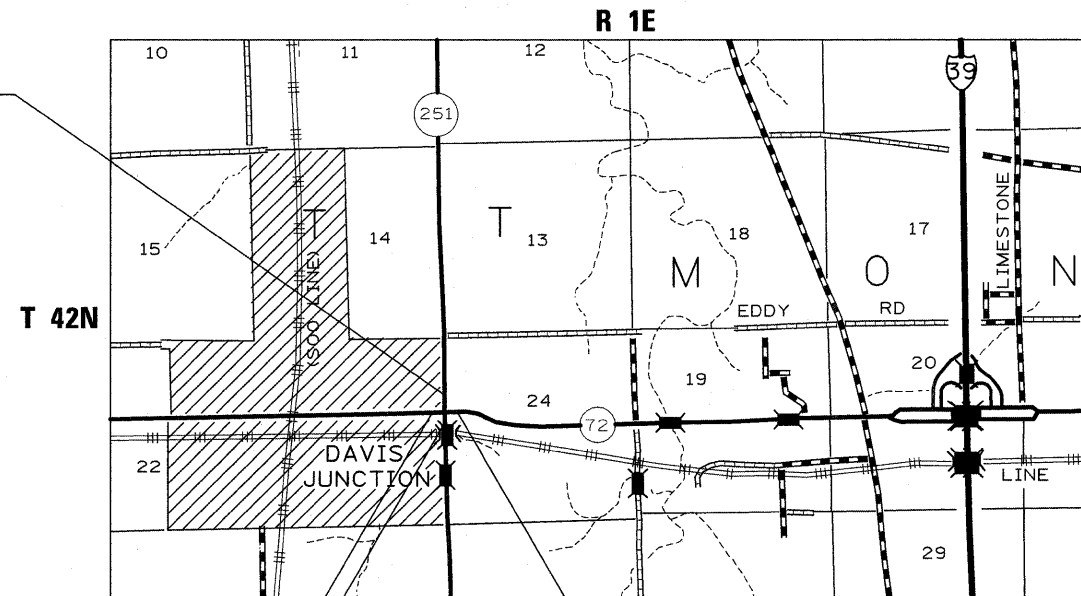 R 1E
10
11
12
39
251
LIMESTONE
T
T
15
14
13
18
17
M
O
N
(SOO LINE)
T 42N
EDDY RD
20
19
24
72
22
DAVIS
JUNCTION
LINE
29